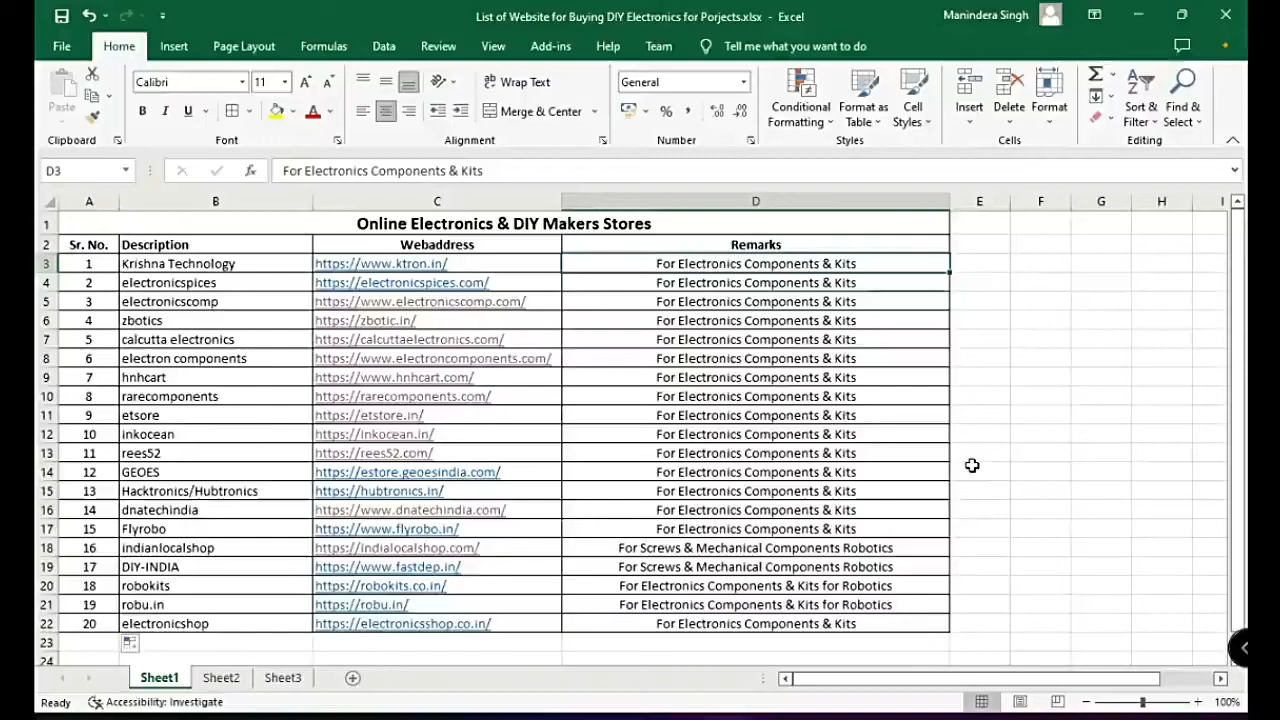 List of Website for Buying DIY Electronics for Porjects.xlsx - Excel
Manindera Singh
File Home Insert Page Layout Formulas Data Review View Add-ins Help Team Tell me what you want to do
Paste
Calibri 11
Wrap Text
General
B I U
Merge & Center
Conditional Formatting
Format as Table
Cell Styles
Insert Delete Format
Sort & Filter
Find & Select
Clipboard Font Alignment Number Styles Cells Editing
D3 fx For Electronics Components & Kits
A B C D E F G H I
1 Online Electronics & DIY Makers Stores
2 Sr. No. Description Webaddress Remarks
3 1 Krishna Technology https://www.ktron.in/ For Electronics Components & Kits
4 2 electronicspices https://electronicspices.com/ For Electronics Components & Kits
5 3 electronicscomp https://www.electronicscomp.com/ For Electronics Components & Kits
6 4 zbotics https://zbotic.in/ For Electronics Components & Kits
7 5 calcutta electronics https://calcuttaelectronics.com/ For Electronics Components & Kits
8 6 electron components https://www.electroncomponents.com/ For Electronics Components & Kits
9 7 hnhcart https://www.hnhcart.com/ For Electronics Components & Kits
10 8 rarecomponents https://rarecomponents.com/ For Electronics Components & Kits
11 9 etsore https://etstore.in/ For Electronics Components & Kits
12 10 inkocean https://inkocean.in/ For Electronics Components & Kits
13 11 rees52 https://rees52.com/ For Electronics Components & Kits
14 12 GEOES https://estore.geoesindia.com/ For Electronics Components & Kits
15 13 Hacktronics/Hubtronics https://hubtronics.in/ For Electronics Components & Kits
16 14 dnatechindia https://www.dnatechindia.com/ For Electronics Components & Kits
17 15 Flyrobo https://www.flyrobo.in/ For Electronics Components & Kits
18 16 indianlocalshop https://indialocalshop.com/ For Screws & Mechanical Components Robotics
19 17 DIY-INDIA https://www.fastdep.in/ For Screws & Mechanical Components Robotics
20 18 robokits https://robokits.co.in/ For Electronics Components & Kits for Robotics
21 19 robu.in https://robu.in/ For Electronics Components & Kits for Robotics
22 20 electronicshop https://electronicsshop.co.in/ For Electronics Components & Kits
23
24
Sheet1 Sheet2 Sheet3
Ready Accessibility: Investigate 100%